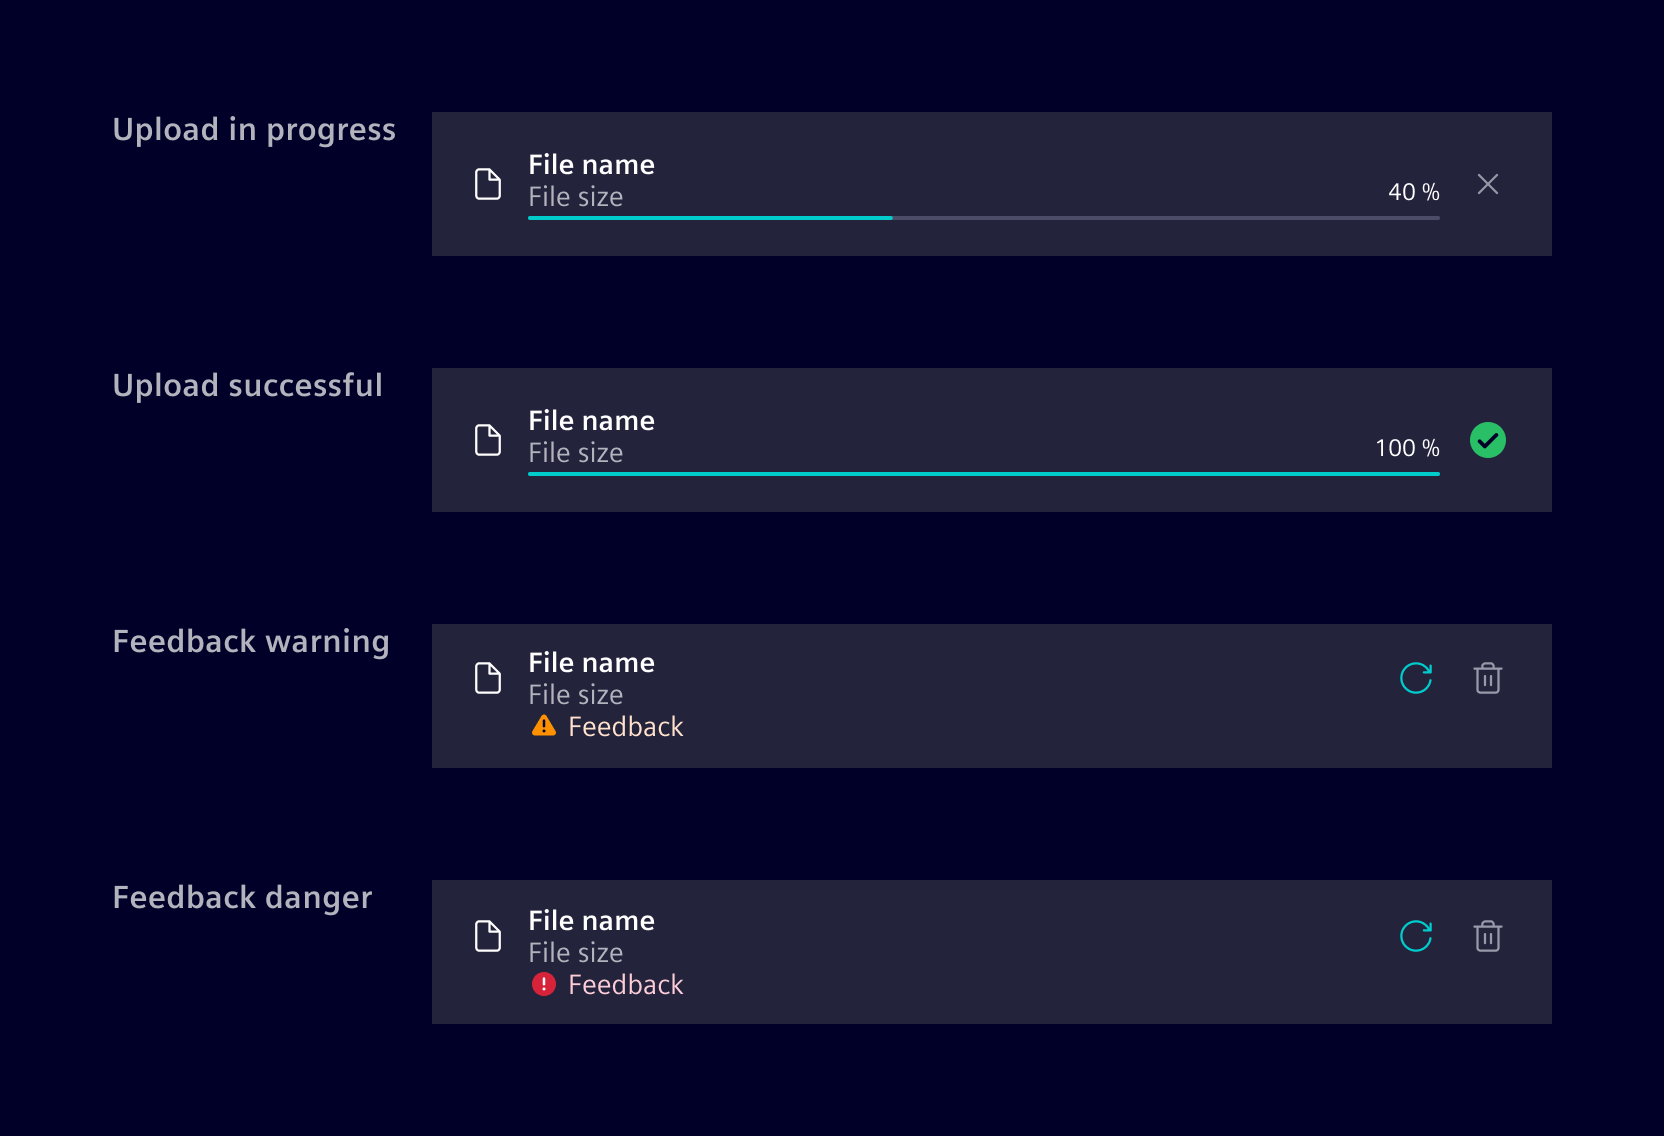 Upload in progress
File name
File size
40 %
Upload successful
File name
File size
100 %
Feedback warning
File name
File size
Feedback
Feedback danger
File name
File size
Feedback